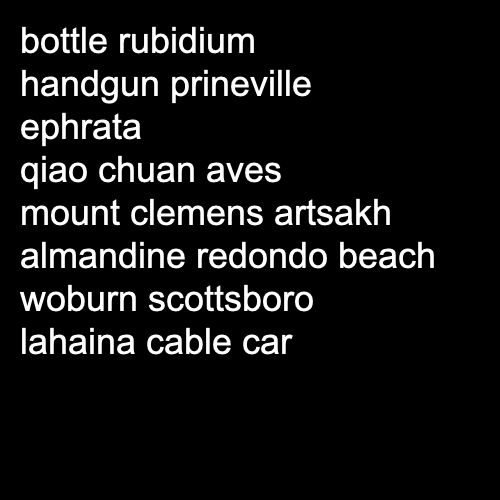 bottle rubidium
handgun prineville
ephrata
qiao chuan aves
mount clemens artsakh
almandine redondo beach
woburn scottsboro
lahaina cable car